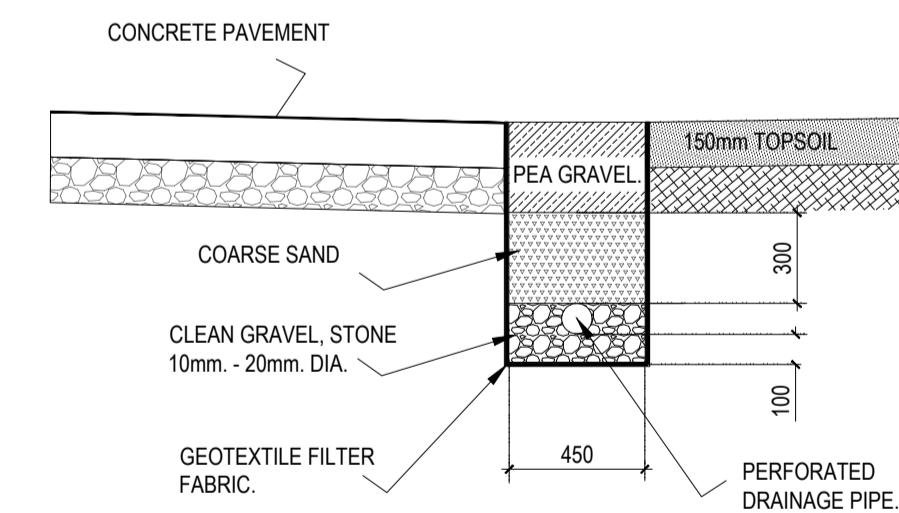 CONCRETE PAVEMENT
150mm TOPSOIL
PEA GRAVEL.
COARSE SAND
300
CLEAN GRAVEL, STONE
10mm. - 20mm. DIA.
100
GEOTEXTILE FILTER
FABRIC.
450
PERFORATED
DRAINAGE PIPE.